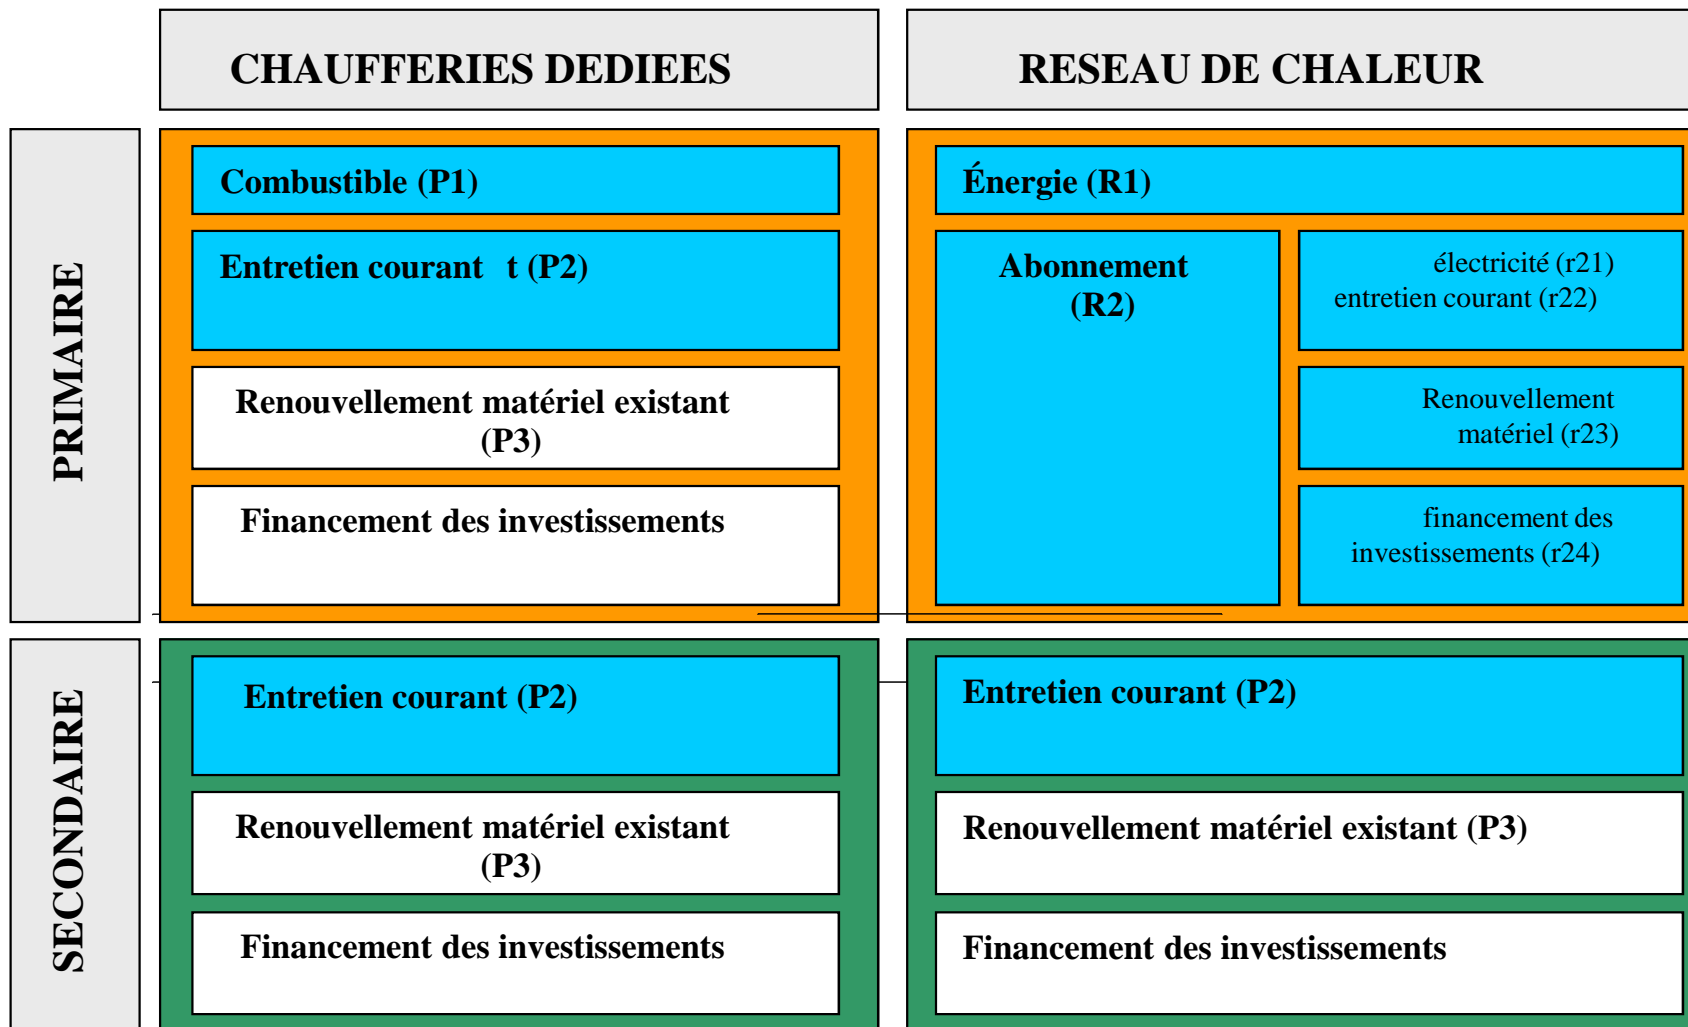 CHAUFFERIES DEDIEES
RESEAU DE CHALEUR
PRIMAIRE
Combustible (P1)
Énergie (R1)
Entretien courant t (P2)
Abonnement
(R2)
électricité (r21)
entretien courant (r22)
Renouvellement matériel existant
(P3)
Renouvellement
matériel (r23)
Financement des investissements
financement des
investissements (r24)
SECONDAIRE
Entretien courant (P2)
Entretien courant (P2)
Renouvellement matériel existant
(P3)
Renouvellement matériel existant (P3)
Financement des investissements
Financement des investissements